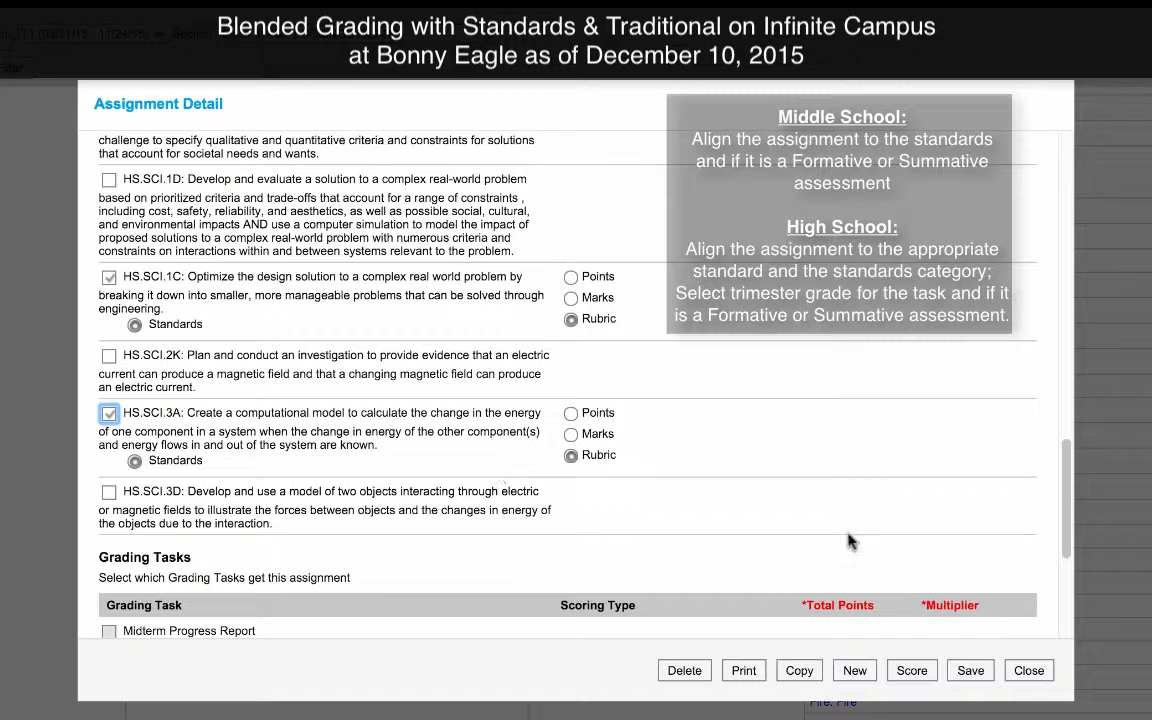 Blended Grading with Standards & Traditional on Infinite Campus
at Bonny Eagle as of December 10, 2015
Assignment Detail
challenge to specify qualitative and quantitative criteria and constraints for solutions
that account for societal needs and wants.
HS.SCI.1D: Develop and evaluate a solution to a complex real-world problem
based on prioritized criteria and trade-offs that account for a range of constraints ,
including cost, safety, reliability, and aesthetics, as well as possible social, cultural,
and environmental impacts AND use a computer simulation to model the impact of
proposed solutions to a complex real-world problem with numerous criteria and
constraints on interactions within and between systems relevant to the problem.
HS.SCI.1C: Optimize the design solution to a complex real world problem by
breaking it down into smaller, more manageable problems that can be solved through
engineering.
Standards
Points
Marks
Rubric
HS.SCI.2K: Plan and conduct an investigation to provide evidence that an electric
current can produce a magnetic field and that a changing magnetic field can produce
an electric current.
HS.SCI.3A: Create a computational model to calculate the change in the energy
of one component in a system when the change in energy of the other component(s)
and energy flows in and out of the system are known.
Standards
Points
Marks
Rubric
HS.SCI.3D: Develop and use a model of two objects interacting through electric
or magnetic fields to illustrate the forces between objects and the changes in energy of
the objects due to the interaction.
Middle School:
Align the assignment to the standards
and if it is a Formative or Summative
assessment
High School:
Align the assignment to the appropriate
standard and the standards category;
Select trimester grade for the task and if it
is a Formative or Summative assessment.
Grading Tasks
Select which Grading Tasks get this assignment
Grading Task Scoring Type *Total Points *Multiplier
Midterm Progress Report
Delete Print Copy New Score Save Close
Fire: Fire